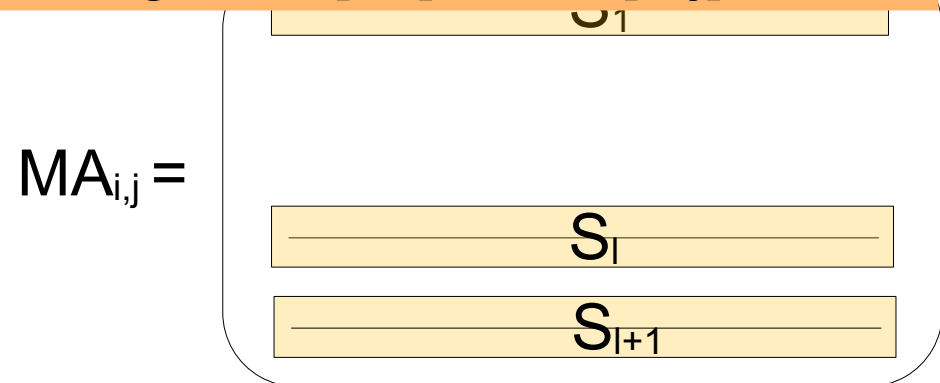 S₁
MAᵢ,ⱼ =
Sₗ
Sₗ₊₁